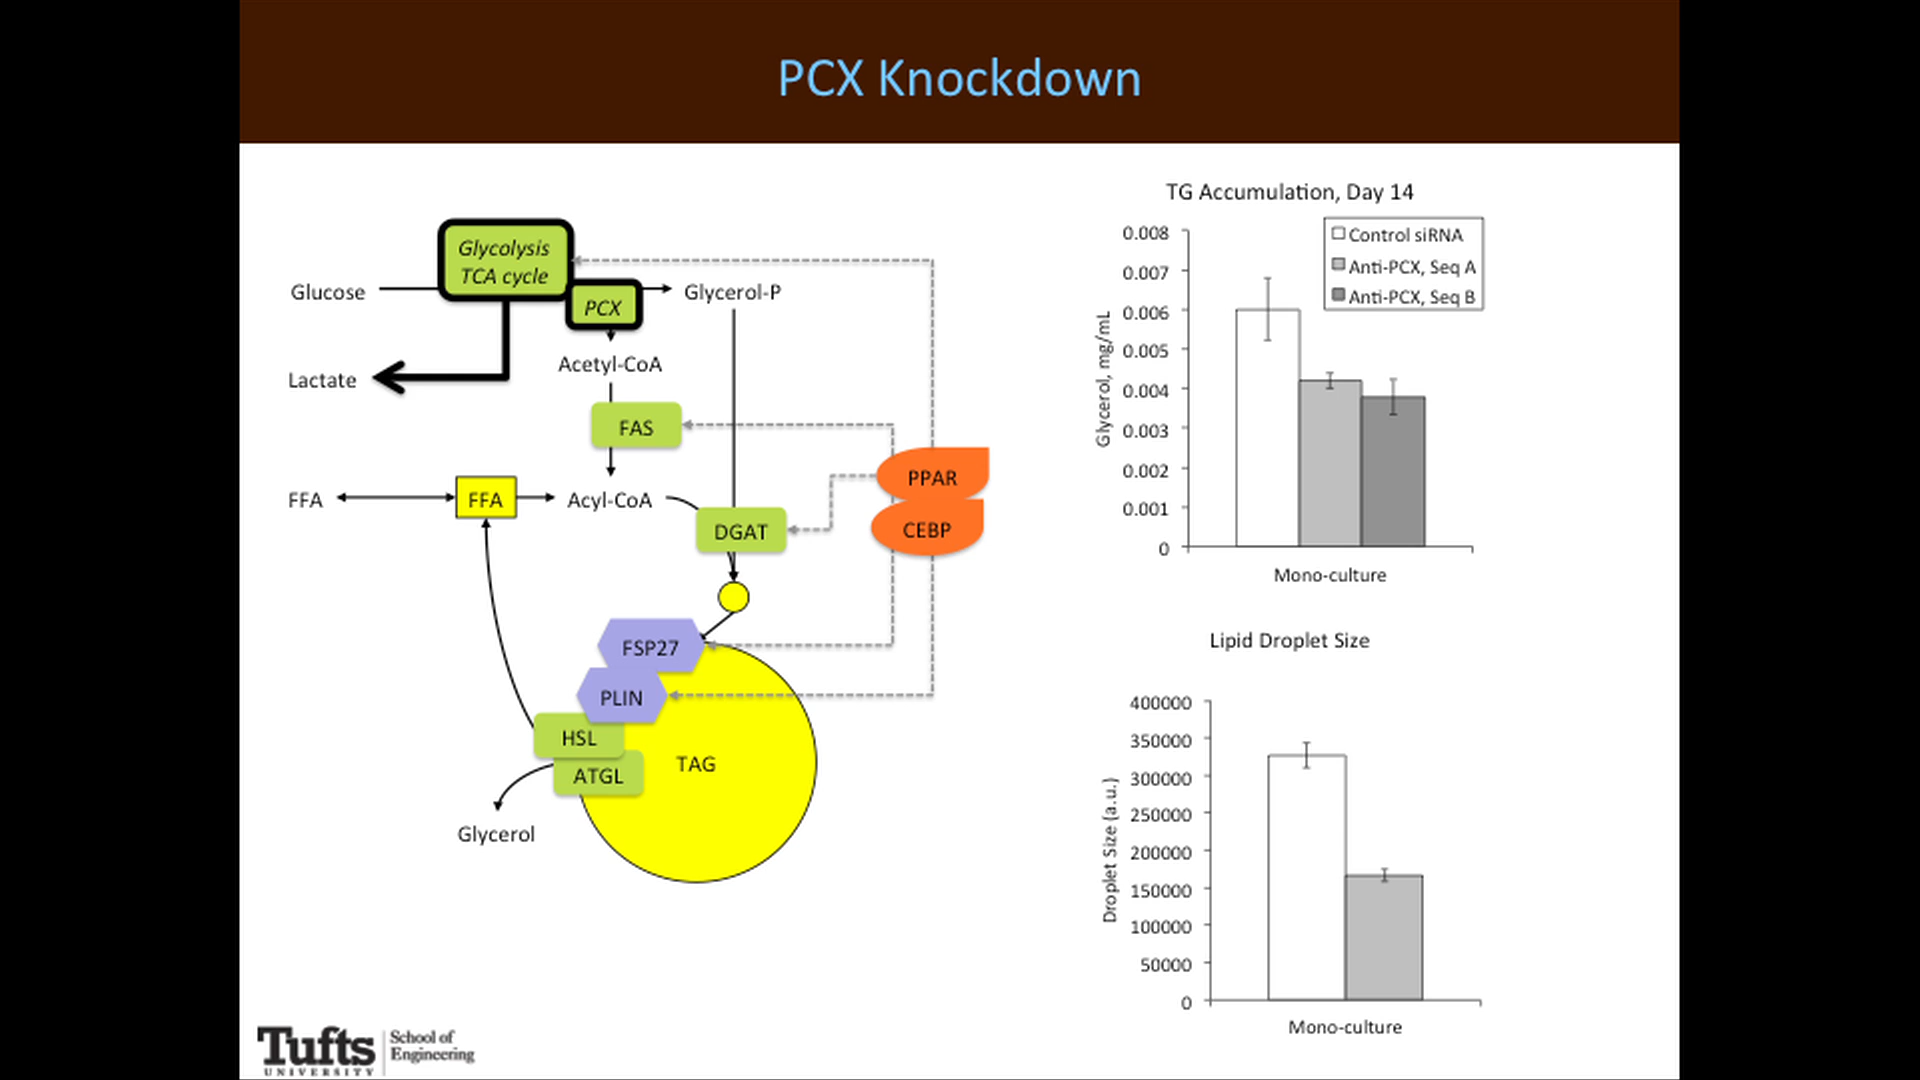 PCX Knockdown
Glycolysis
TCA cycle
Glucose
PCX
Glycerol-P
Lactate
Acetyl-CoA
FAS
FFA
FFA
Acyl-CoA
DGAT
PPAR
CEBP
FSP27
PLIN
HSL
ATGL
TAG
Glycerol
TG Accumulation, Day 14
Control siRNA
Anti-PCX, Seq A
Anti-PCX, Seq B
Glycerol, mg/mL
0.008
0.007
0.006
0.005
0.004
0.003
0.002
0.001
0
Mono-culture
Lipid Droplet Size
Droplet Size (a.u.)
400000
350000
300000
250000
200000
150000
100000
50000
0
Mono-culture
Tufts
UNIVERSITY
School of
Engineering